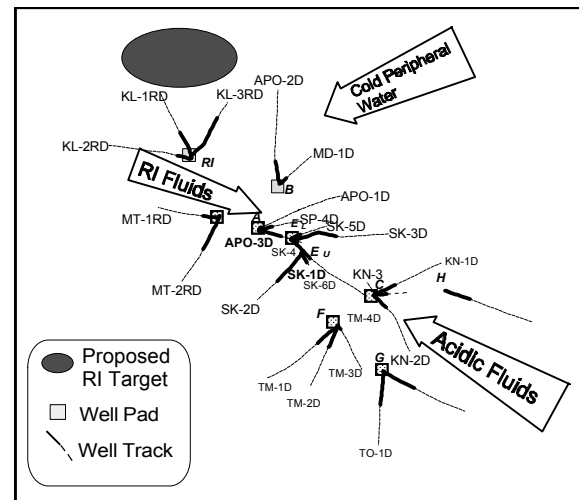 APO-2D
KL-1RD
KL-3RD
Cold Peripheral
Water
KL-2RD
RI
MD-1D
B
RI Fluids
APO-1D
MT-1RD
A
SP-4D
APO-3D
E L
SK-5D
SK-3D
SK-4
E U
SK-1D
SK-6D
KN-3
KN-1D
C
H
MT-2RD
SK-2D
F
TM-4D
Acidic Fluids
G
KN-2D
TM-3D
TM-1D
TM-2D
TO-1D
Proposed
RI Target
Well Pad
Well Track